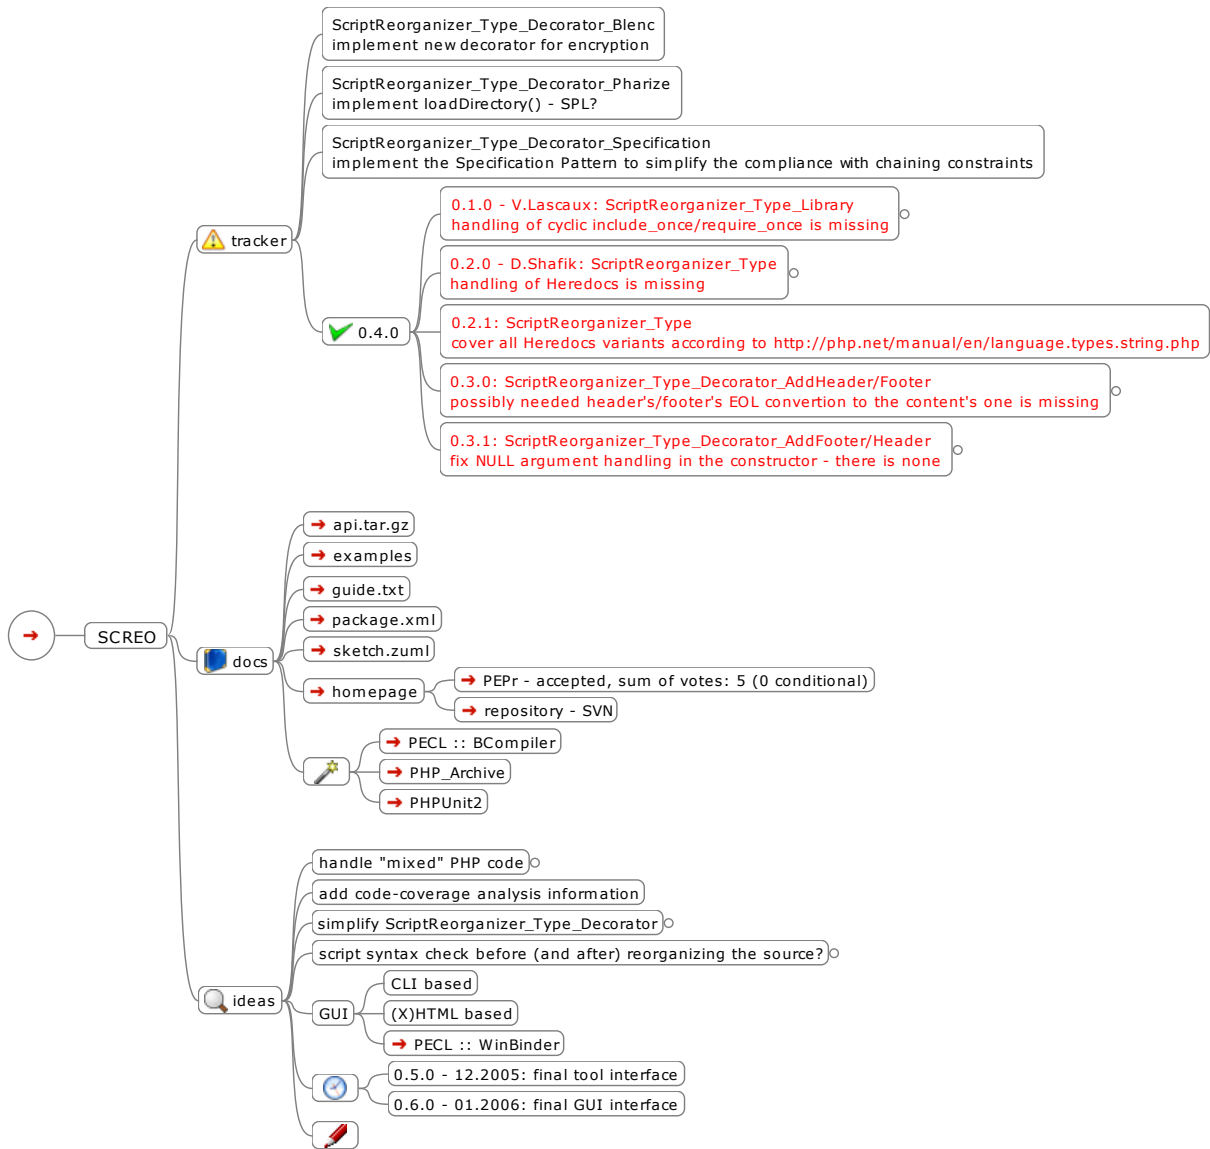 ScriptReorganizer_Type_Decorator_Blenc
implement new decorator for encryption
ScriptReorganizer_Type_Decorator_Pharize
implement loadDirectory() - SPL?
ScriptReorganizer_Type_Decorator_Specification
implement the Specification Pattern to simplify the compliance with chaining constraints
tracker
0.1.0 - V.Lascaux: ScriptReorganizer_Type_Library
handling of cyclic include_once/require_once is missing
0.2.0 - D.Shafik: ScriptReorganizer_Type
handling of Heredocs is missing
0.4.0
0.2.1: ScriptReorganizer_Type
cover all Heredocs variants according to http://php.net/manual/en/language.types.string.php
0.3.0: ScriptReorganizer_Type_Decorator_AddHeader/Footer
possibly needed header's/footer's EOL convertion to the content's one is missing
0.3.1: ScriptReorganizer_Type_Decorator_AddFooter/Header
fix NULL argument handling in the constructor - there is none
SCREO
docs
api.tar.gz
examples
guide.txt
package.xml
sketch.zuml
homepage
PEPr - accepted, sum of votes: 5 (0 conditional)
repository - SVN
PECL :: BCompiler
PHP_Archive
PHPUnit2
ideas
handle "mixed" PHP code
add code-coverage analysis information
simplify ScriptReorganizer_Type_Decorator
script syntax check before (and after) reorganizing the source?
GUI
CLI based
(X)HTML based
PECL :: WinBinder
0.5.0 - 12.2005: final tool interface
0.6.0 - 01.2006: final GUI interface